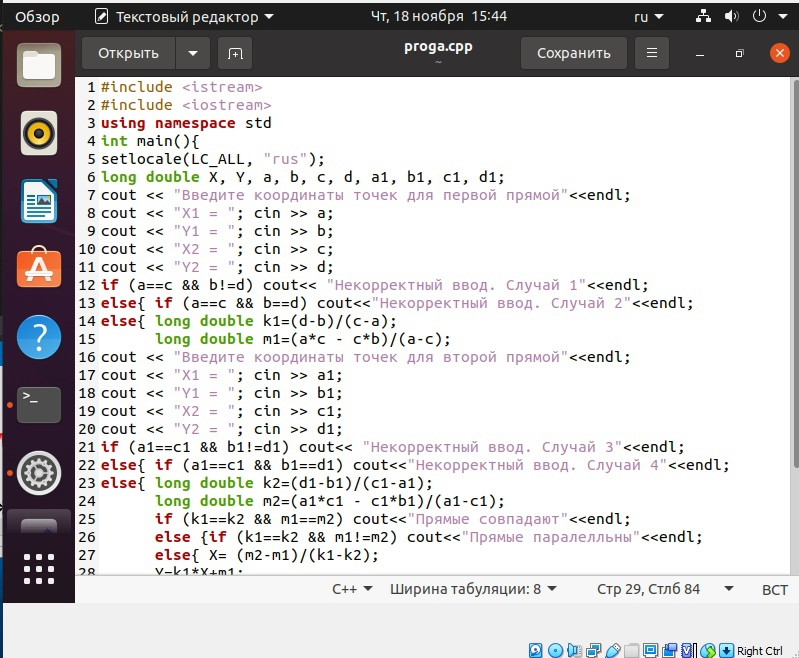 Обзор Текстовый редактор Чт, 18 ноября 15:44 ru
Открыть proga.cpp Сохранить
~
1 #include <istream>
2 #include <iostream>
3 using namespace std
4 int main(){
5 setlocale(LC_ALL, "rus");
6 long double X, Y, a, b, c, d, a1, b1, c1, d1;
7 cout << "Введите координаты точек для первой прямой"<<endl;
8 cout << "X1 = "; cin >> a;
9 cout << "Y1 = "; cin >> b;
10 cout << "X2 = "; cin >> c;
11 cout << "Y2 = "; cin >> d;
12 if (a==c && b!=d) cout<< "Некорректный ввод. Случай 1"<<endl;
13 else{ if (a==c && b==d) cout<<"Некорректный ввод. Случай 2"<<endl;
14 else{ long double k1=(d-b)/(c-a);
15 long double m1=(a*c - c*b)/(a-c);
16 cout << "Введите координаты точек для второй прямой"<<endl;
17 cout << "X1 = "; cin >> a1;
18 cout << "Y1 = "; cin >> b1;
19 cout << "X2 = "; cin >> c1;
20 cout << "Y2 = "; cin >> d1;
21 if (a1==c1 && b1!=d1) cout<< "Некорректный ввод. Случай 3"<<endl;
22 else{ if (a1==c1 && b1==d1) cout<<"Некорректный ввод. Случай 4"<<endl;
23 else{ long double k2=(d1-b1)/(c1-a1);
24 long double m2=(a1*c1 - c1*b1)/(a1-c1);
25 if (k1==k2 && m1==m2) cout<<"Прямые совпадают"<<endl;
26 else {if (k1==k2 && m1!=m2) cout<<"Прямые паралелльны"<<endl;
27 else{ X= (m2-m1)/(k1-k2);
28 Y=k1*X+m1;
C++ Ширина табуляции: 8 Стр 29, Стлб 84 ВСТ
Right Ctrl